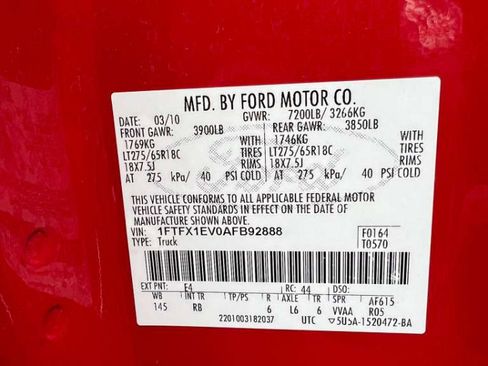 MFD. BY FORD MOTOR CO.
DATE: 03/10 GVWR: 7200LB/ 3266KG
FRONT GAWR: 3900LB REAR GAWR: 3850LB
1769KG WITH 1746KG WITH
LT275/65R18C TIRES LT275/65R18C TIRES
18X7.5J RIMS 18X7.5J RIMS
AT 275 kPa/ 40 PSI COLD AT 275 kPa/ 40 PSI COLD
THIS VEHICLE CONFORMS TO ALL APPLICABLE FEDERAL MOTOR
VEHICLE SAFETY STANDARDS IN EFFECT ON THE DATE OF
MANUFACTURE SHOWN ABOVE.
VIN: 1FTFX1EV0AFB92888 F0164
TYPE: Truck T0570
EXT PNT: E4 RC: 44 DSO:
WB INT TR TP/PS R AXLE TR SPR AF615
145 RB 6 L6 6 VVAA R05
2201003182037 UTC 5U5A-1520472-BA
Ford